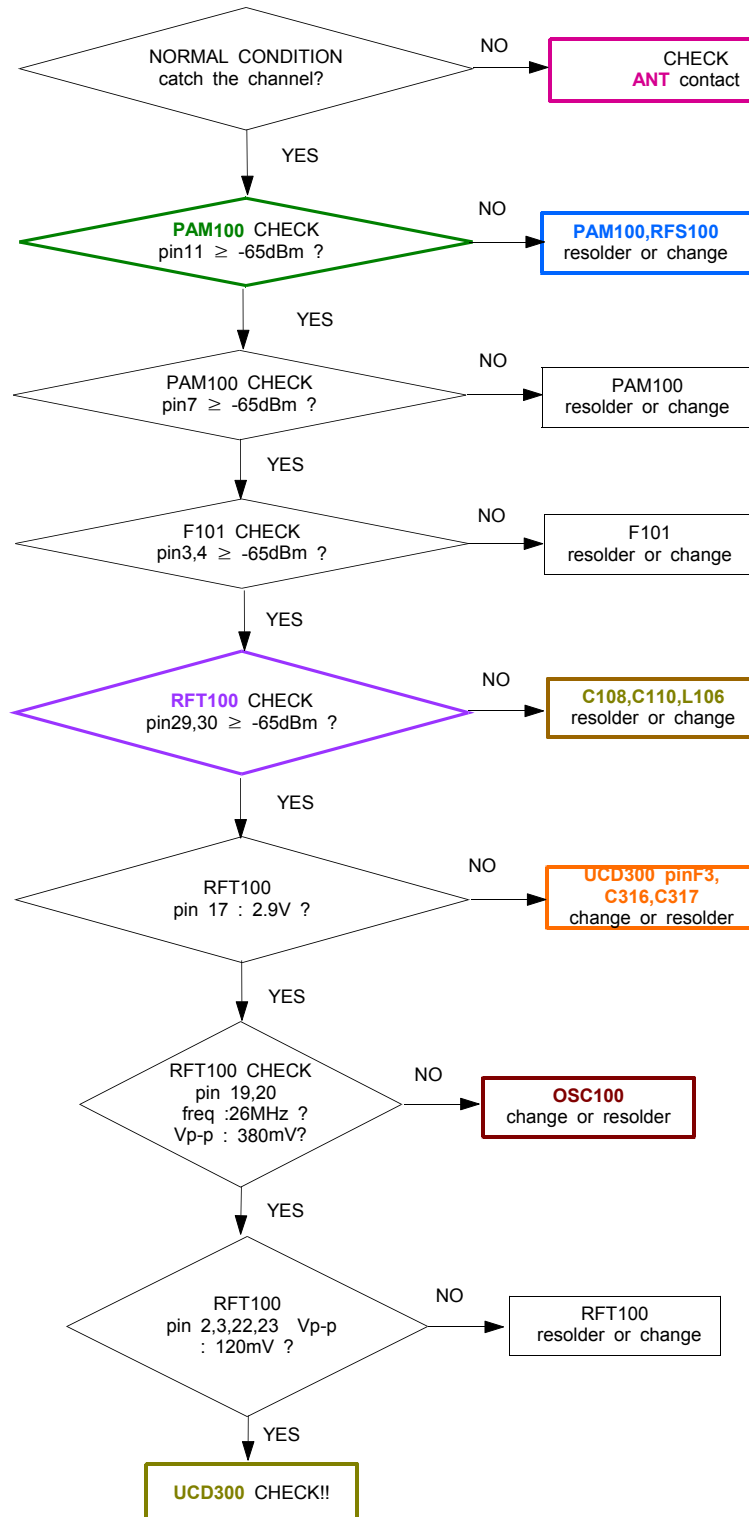 NORMAL CONDITION
catch the channel?
NO
CHECK
ANT contact
YES
PAM100 CHECK
pin11 ≥ -65dBm ?
NO
PAM100,RFS100
resolder or change
YES
PAM100 CHECK
pin7 ≥ -65dBm ?
NO
PAM100
resolder or change
YES
F101 CHECK
pin3,4 ≥ -65dBm ?
NO
F101
resolder or change
YES
RFT100 CHECK
pin29,30 ≥ -65dBm ?
NO
C108,C110,L106
resolder or change
YES
RFT100
pin 17 : 2.9V ?
NO
UCD300 pinF3,
C316,C317
change or resolder
YES
RFT100 CHECK
pin 19,20
freq :26MHz ?
Vp-p : 380mV?
NO
OSC100
change or resolder
YES
RFT100
pin 2,3,22,23 Vp-p
: 120mV ?
NO
RFT100
resolder or change
YES
UCD300 CHECK!!